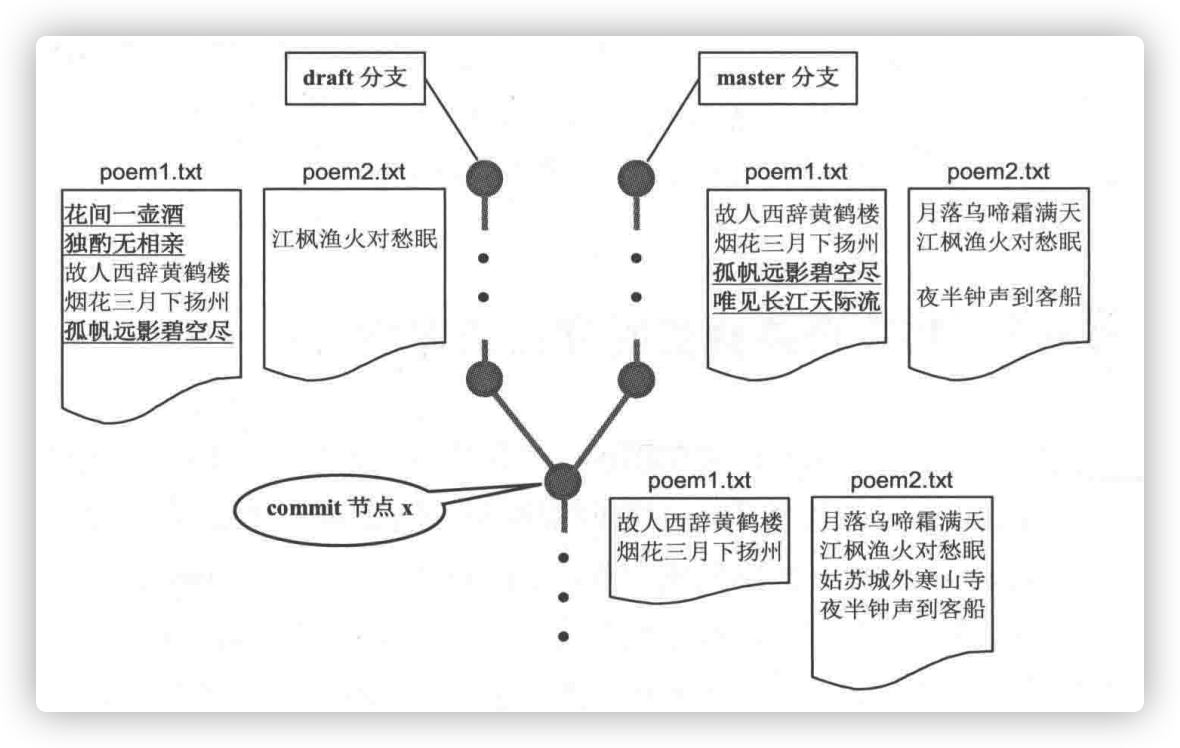 draft 分支
master 分支
poem1.txt
花间一壶酒
独酌无相亲
故人西辞黄鹤楼
烟花三月下扬州
孤帆远影碧空尽
poem2.txt
江枫渔火对愁眠
poem1.txt
故人西辞黄鹤楼
烟花三月下扬州
孤帆远影碧空尽
唯见长江天际流
poem2.txt
月落乌啼霜满天
江枫渔火对愁眠
夜半钟声到客船
commit 节点 x
poem1.txt
故人西辞黄鹤楼
烟花三月下扬州
poem2.txt
月落乌啼霜满天
江枫渔火对愁眠
姑苏城外寒山寺
夜半钟声到客船